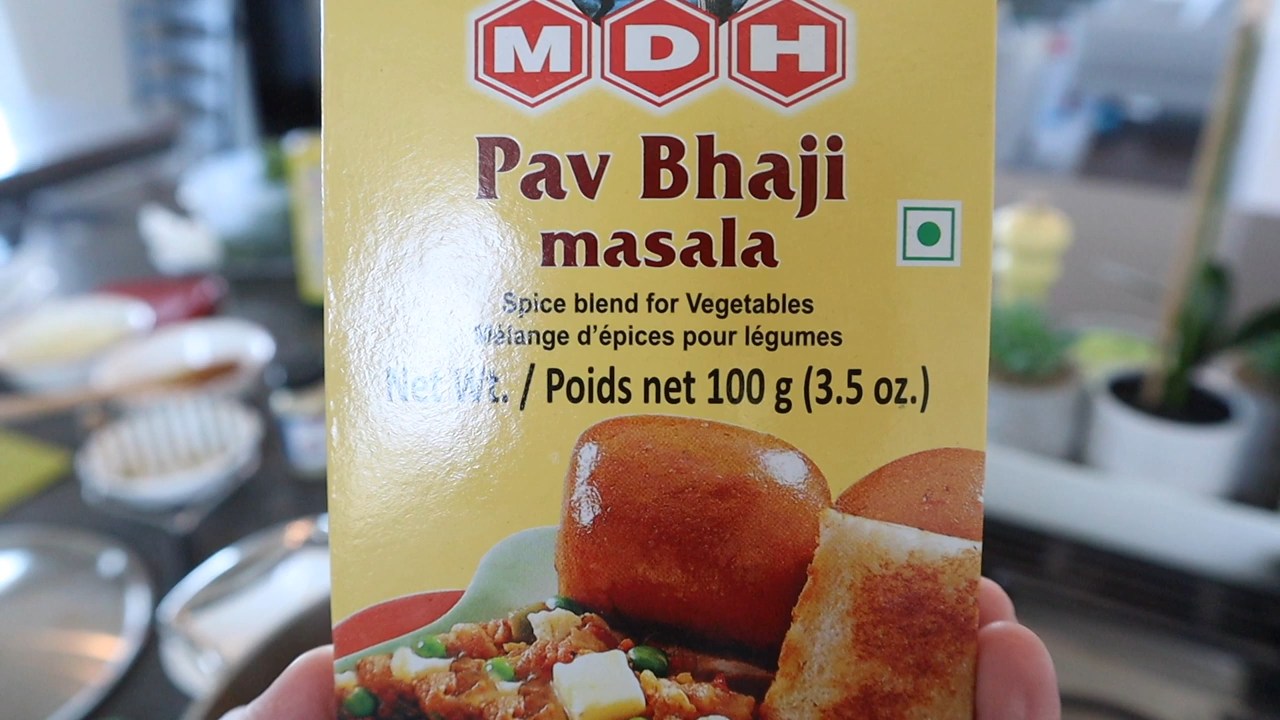 MDH
Pav Bhaji
masala
Spice blend for Vegetables
Mélange d'épices pour légumes
Net Wt. / Poids net 100 g (3.5 oz.)